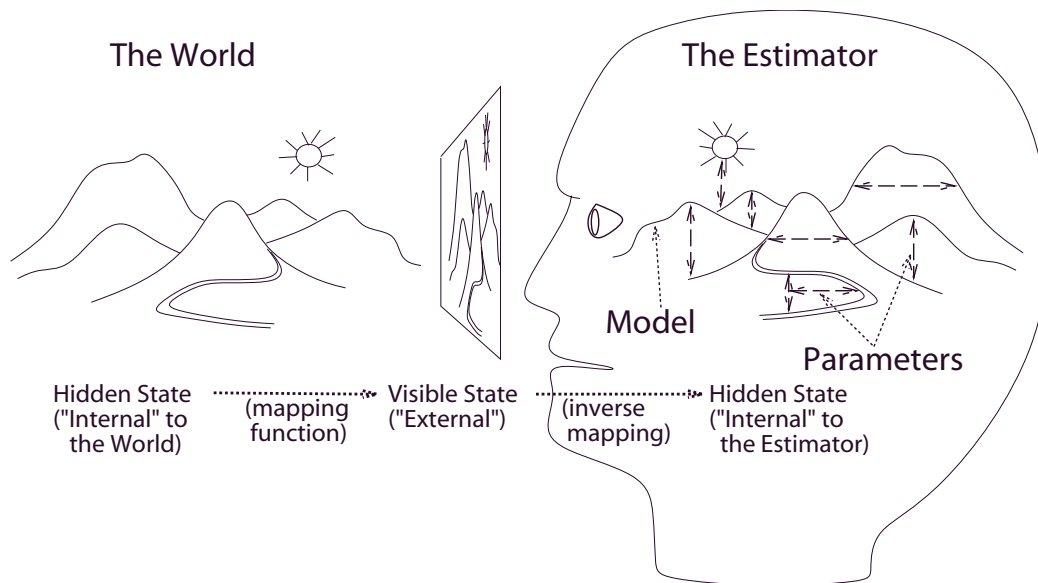 The World
The Estimator
Model
Parameters
Hidden State
("Internal" to
the World)
(mapping
function)
Visible State
("External")
(inverse
mapping)
Hidden State
("Internal" to
the Estimator)